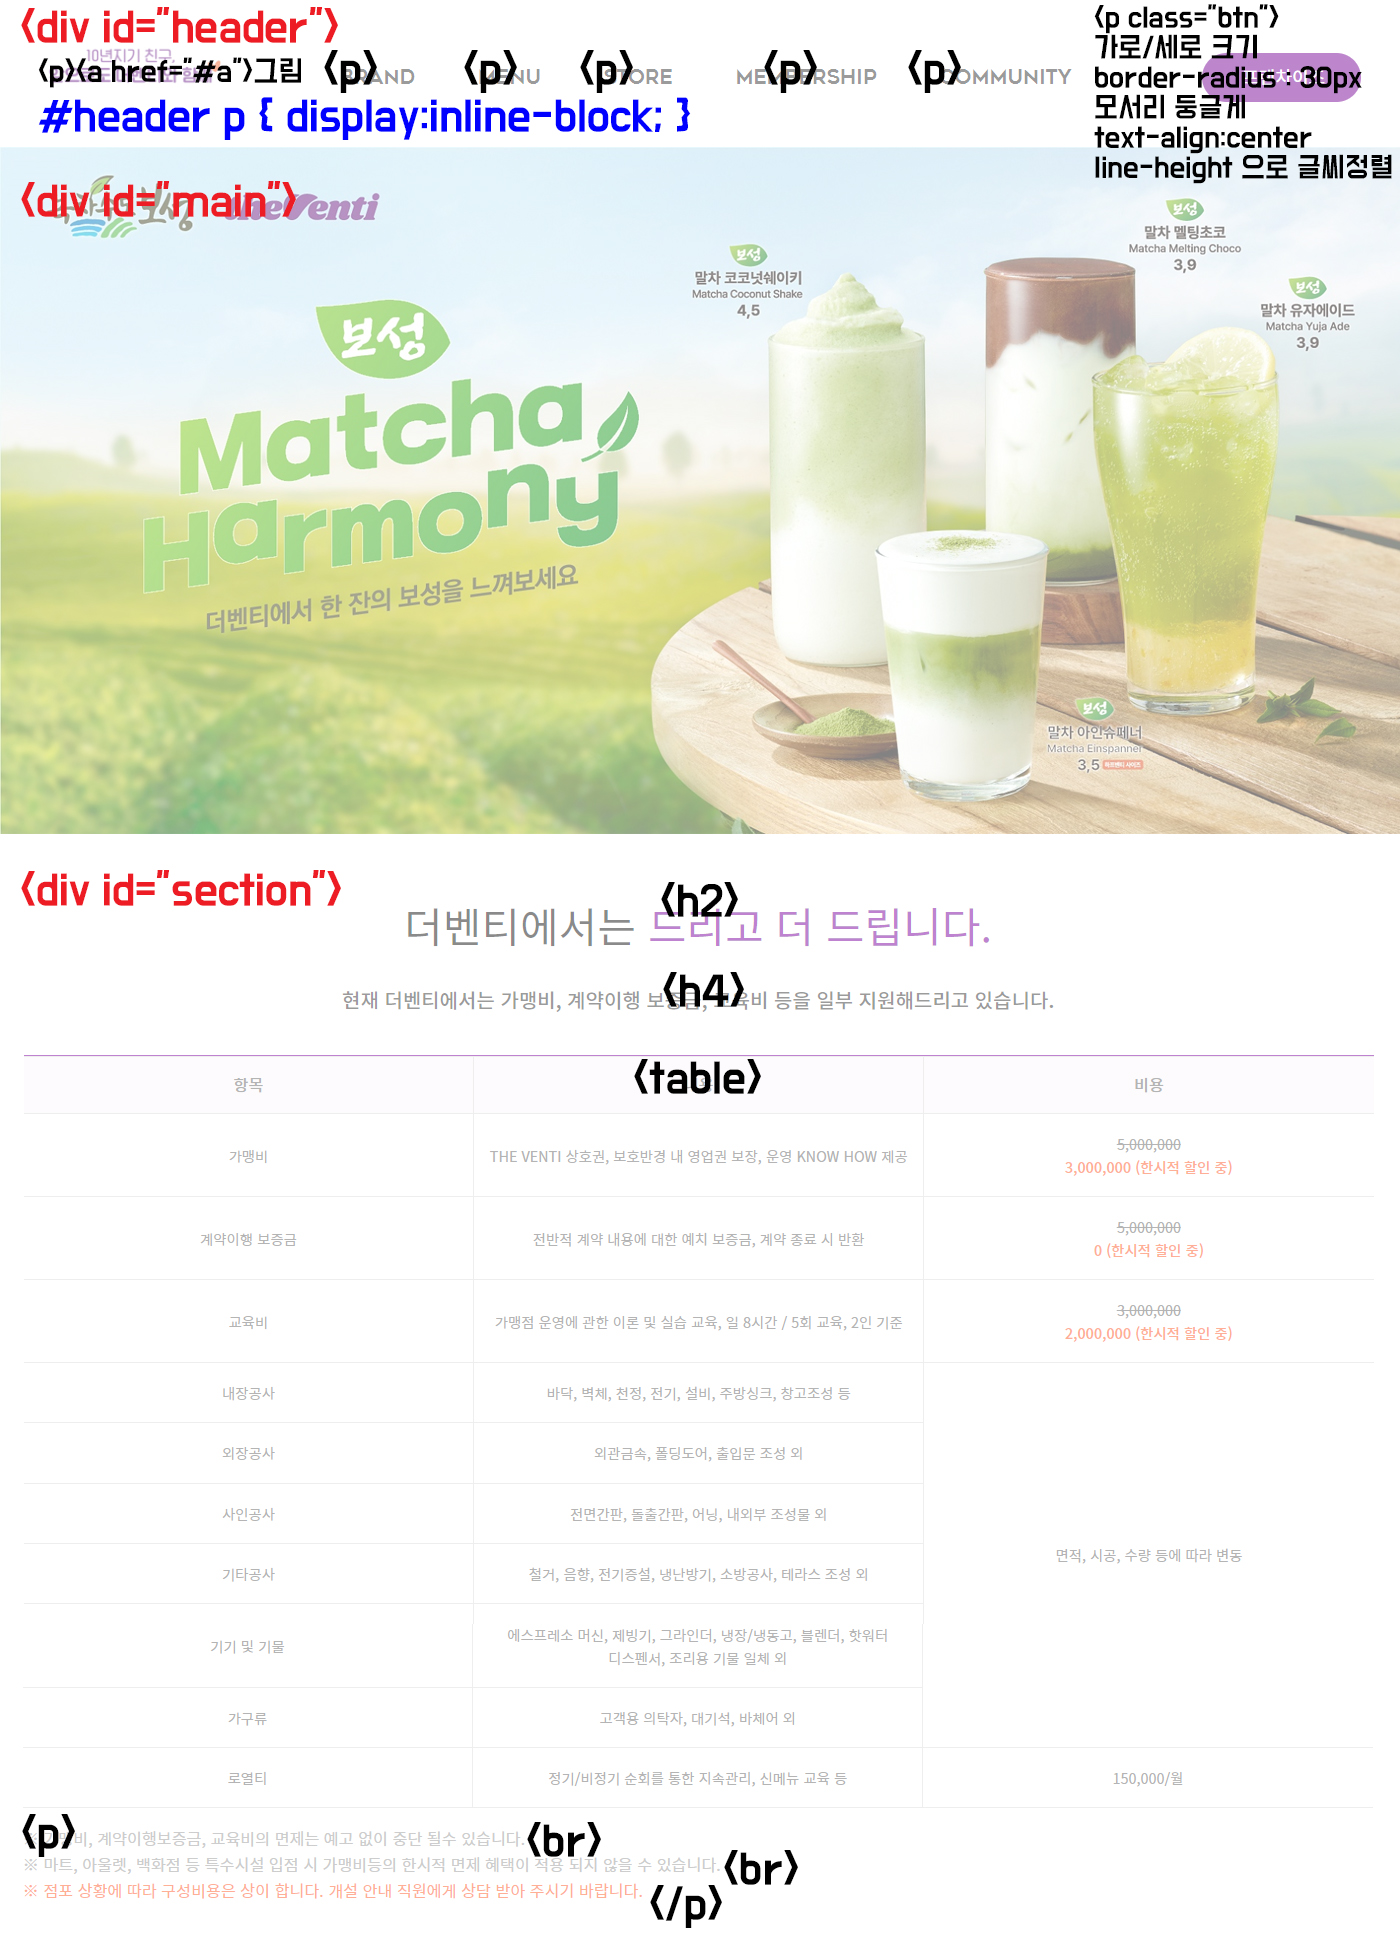 <div id="header">
10년지기 친구,
<p><a href="#a">그림
<p> BRAND
<p> MENU
<p> STORE
<p> MEMBERSHIP
<p> COMMUNITY
#header p { display:inline-block; }
<p class="btn">
가로/세로 크기
border-radius : 30px
모서리 둥글게
text-align:center
line-height 으로 글씨정렬
<div id="main">
theVenti
보성
Matcha
Harmony
더벤티에서 한 잔의 보성을 느껴보세요
보성
말차 코코넛쉐이키
Matcha Coconut Shake
4,5
보성
말차 멜팅초코
Matcha Melting Choco
3,9
보성
말차 유자에이드
Matcha Yuja Ade
3,9
보성
말차 아인슈페너
Matcha Einspanner
3,5
<div id="section">
<h2>
더벤티에서는 드리고 더 드립니다.
<h4>
현재 더벤티에서는 가맹비, 계약이행 보증금, 교육비 등을 일부 지원해드리고 있습니다.
<table>
항목
비용
가맹비
THE VENTI 상호권, 보호반경 내 영업권 보장, 운영 KNOW HOW 제공
5,000,000
3,000,000 (한시적 할인 중)
계약이행 보증금
전반적 계약 내용에 대한 예치 보증금, 계약 종료 시 반환
5,000,000
0 (한시적 할인 중)
교육비
가맹점 운영에 관한 이론 및 실습 교육, 일 8시간 / 5회 교육, 2인 기준
3,000,000
2,000,000 (한시적 할인 중)
내장공사
바닥, 벽체, 천정, 전기, 설비, 주방싱크, 창고조성 등
외장공사
외관금속, 폴딩도어, 출입문 조성 외
사인공사
전면간판, 돌출간판, 어닝, 내외부 조성물 외
면적, 시공, 수량 등에 따라 변동
기타공사
철거, 음향, 전기증설, 냉난방기, 소방공사, 테라스 조성 외
기기 및 기물
에스프레소 머신, 제빙기, 그라인더, 냉장/냉동고, 블렌더, 핫워터
디스펜서, 조리용 기물 일체 외
가구류
고객용 의탁자, 대기석, 바체어 외
로열티
정기/비정기 순회를 통한 지속관리, 신메뉴 교육 등
150,000/월
<p>
※ 가맹비, 계약이행보증금, 교육비의 면제는 예고 없이 중단 될수 있습니다. <br>
※ 마트, 아울렛, 백화점 등 특수시설 입점 시 가맹비등의 한시적 면제 혜택이 적용 되지 않을 수 있습니다. <br>
※ 점포 상황에 따라 구성비용은 상이 합니다. 개설 안내 직원에게 상담 받아 주시기 바랍니다.
</p>